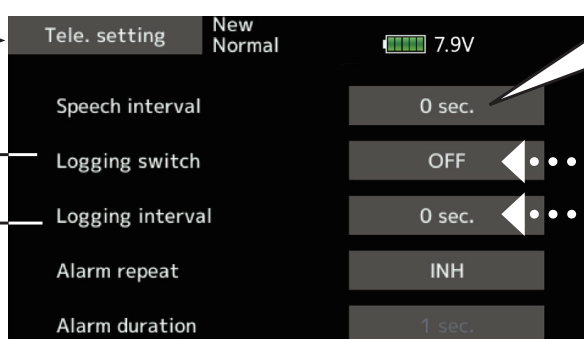 Tele. setting
New
Normal
7.9V
Speech interval
0 sec.
Logging switch
OFF
Logging interval
0 sec.
Alarm repeat
INH
Alarm duration
1 sec.